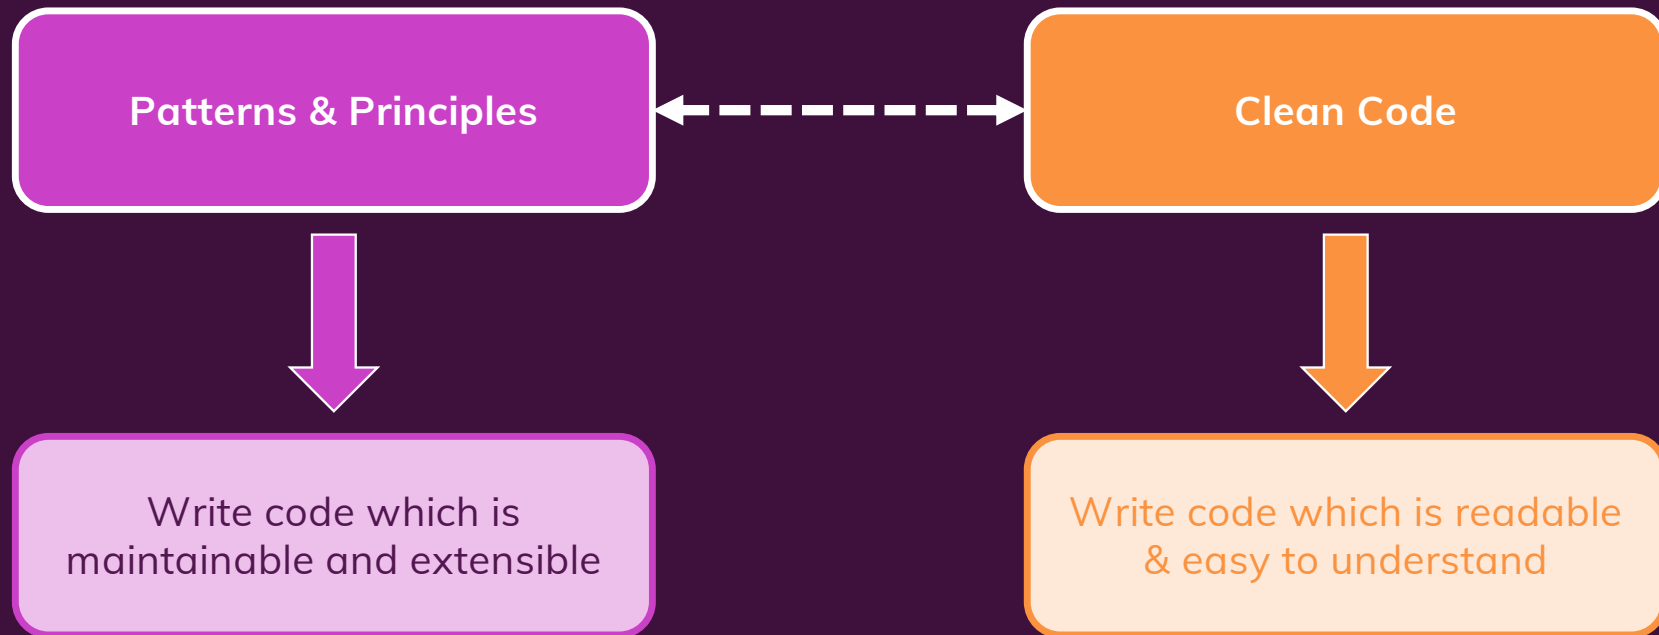 Patterns & Principles
Clean Code
Write code which is
maintainable and extensible
Write code which is readable
& easy to understand